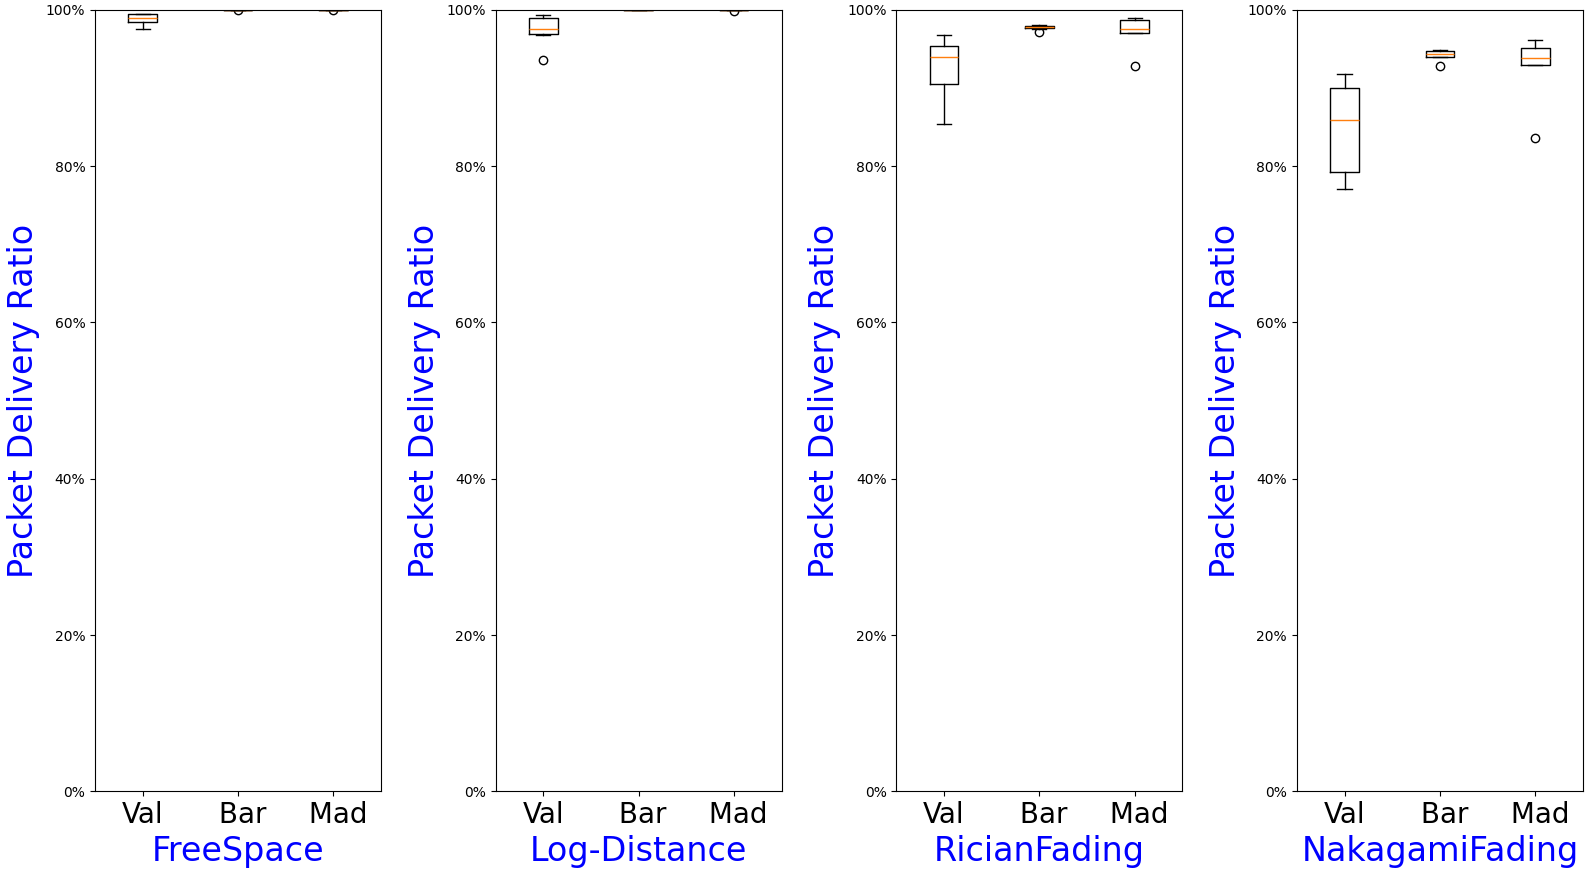 Packet Delivery Ratio
100%
80%
60%
40%
20%
0%
Val Bar Mad
FreeSpace
Packet Delivery Ratio
100%
80%
60%
40%
20%
0%
Val Bar Mad
Log-Distance
Packet Delivery Ratio
100%
80%
60%
40%
20%
0%
Val Bar Mad
RicianFading
Packet Delivery Ratio
100%
80%
60%
40%
20%
0%
Val Bar Mad
NakagamiFading